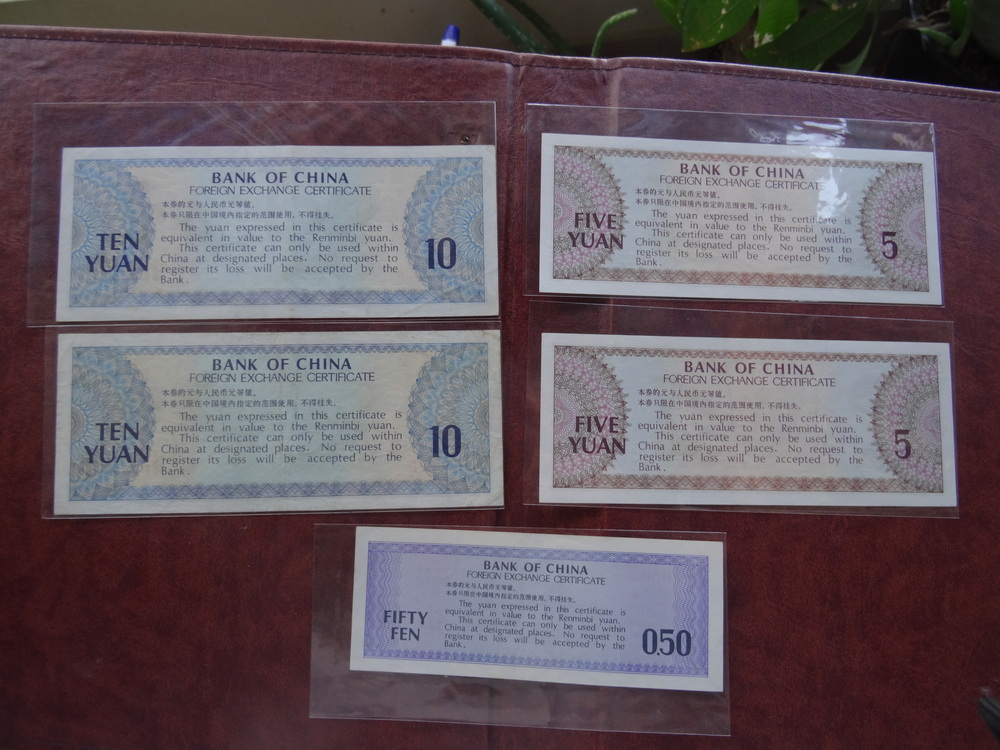 BANK OF CHINA
FOREIGN EXCHANGE CERTIFICATE
本券的元与人民币元等值。
本券只限在中国境内指定的范围使用，不得挂失。
The yuan expressed in this certificate is
equivalent in value to the Renminbi yuan.
This certificate can only be used within
China at designated places. No request to
register its loss will be accepted by the
Bank.
TEN
YUAN
10
BANK OF CHINA
FOREIGN EXCHANGE CERTIFICATE
本券的元与人民币元等值。
本券只限在中国境内指定的范围使用，不得挂失。
The yuan expressed in this certificate is
equivalent in value to the Renminbi yuan.
This certificate can only be used within
China at designated places. No request to
register its loss will be accepted by the
Bank.
FIVE
YUAN
5
BANK OF CHINA
FOREIGN EXCHANGE CERTIFICATE
本券的元与人民币元等值。
本券只限在中国境内指定的范围使用，不得挂失。
The yuan expressed in this certificate is
equivalent in value to the Renminbi yuan.
This certificate can only be used within
China at designated places. No request to
register its loss will be accepted by the
Bank.
TEN
YUAN
10
BANK OF CHINA
FOREIGN EXCHANGE CERTIFICATE
本券的元与人民币元等值。
本券只限在中国境内指定的范围使用，不得挂失。
The yuan expressed in this certificate is
equivalent in value to the Renminbi yuan.
This certificate can only be used within
China at designated places. No request to
register its loss will be accepted by the
Bank.
FIVE
YUAN
5
BANK OF CHINA
FOREIGN EXCHANGE CERTIFICATE
本券的元与人民币元等值。
本券只限在中国境内指定的范围使用，不得挂失。
The yuan expressed in this certificate is
equivalent in value to the Renminbi yuan.
This certificate can only be used within
China at designated places. No request to
register its loss will be accepted by the
Bank.
FIFTY
FEN
0.50